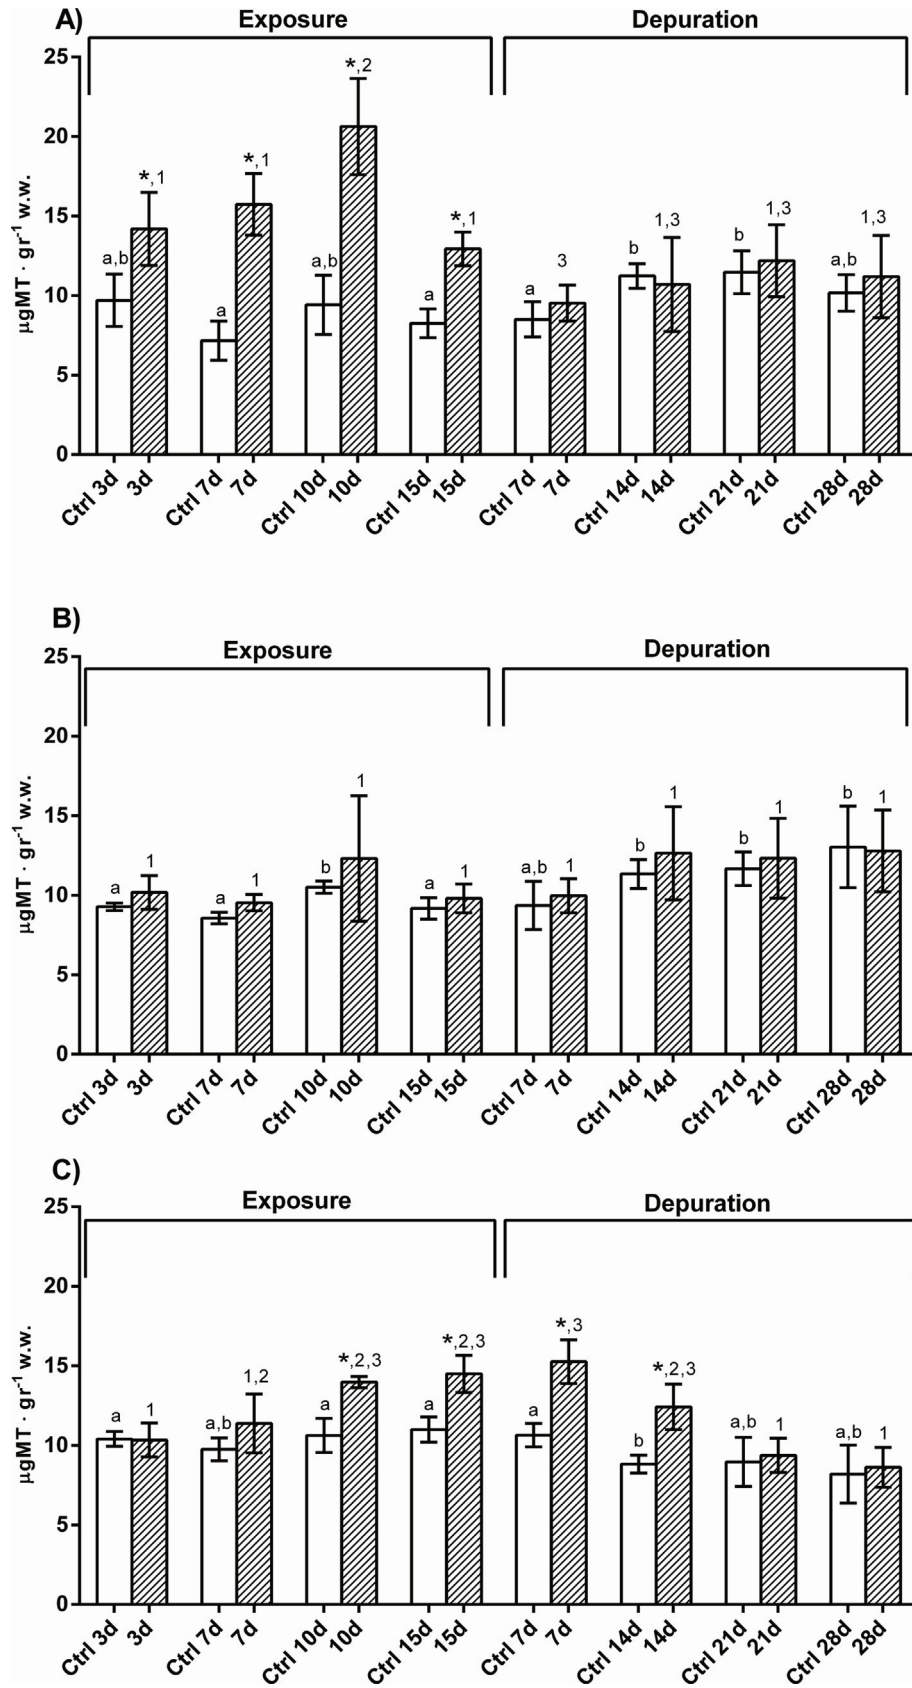 A)
Exposure Depuration
25
*,2
20
*,1 *,1
*,1 1,3 1,3 1,3
15
a,b a,b a a 3 b b a,b
a
10
5
0
µgMT · gr-1 w.w.
Ctrl 3d 3d Ctrl 7d 7d Ctrl 10d 10d Ctrl 15d 15d Ctrl 7d 7d Ctrl 14d 14d Ctrl 21d 21d Ctrl 28d 28d
B)
Exposure Depuration
25
20
15
a 1 a 1 b 1 a 1 a,b 1 b 1 b 1 b 1
10
5
0
µgMT · gr-1 w.w.
Ctrl 3d 3d Ctrl 7d 7d Ctrl 10d 10d Ctrl 15d 15d Ctrl 7d 7d Ctrl 14d 14d Ctrl 21d 21d Ctrl 28d 28d
C)
Exposure Depuration
25
20
15
a 1 a,b 1,2 a *,2,3 a *,2,3 a *,3 b *,2,3 a,b 1 a,b 1
10
5
0
µgMT · gr-1 w.w.
Ctrl 3d 3d Ctrl 7d 7d Ctrl 10d 10d Ctrl 15d 15d Ctrl 7d 7d Ctrl 14d 14d Ctrl 21d 21d Ctrl 28d 28d